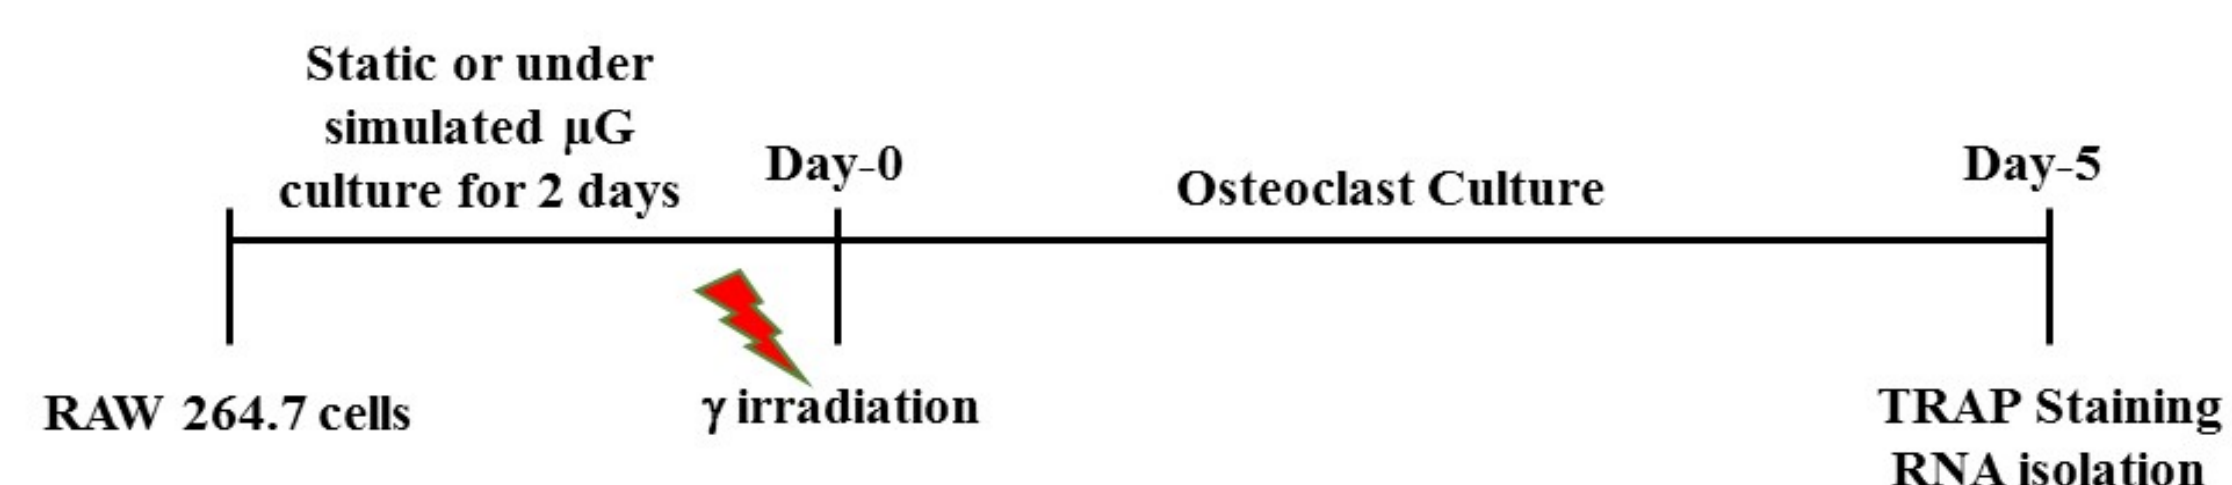 Static or under
simulated μG
culture for 2 days
Day-0
Osteoclast Culture
Day-5
RAW 264.7 cells
γ irradiation
TRAP Staining
RNA isolation